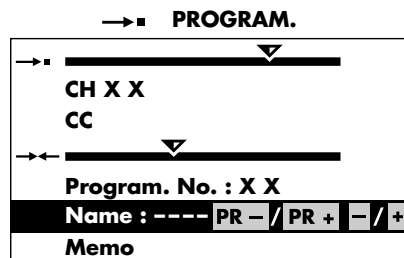 PROGRAM.
CH X X
CC
Program. No. : X X
Name : ---- PR - / PR + - / +
Memo